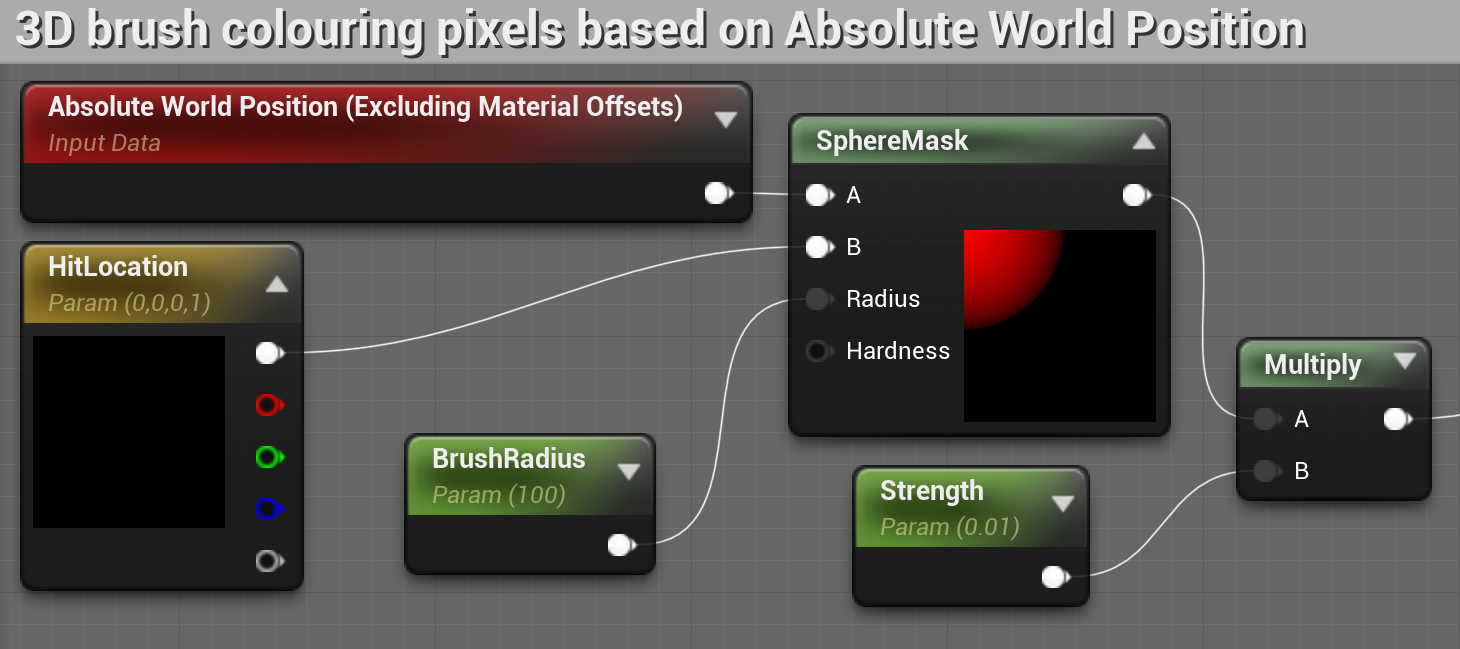 3D brush colouring pixels based on Absolute World Position
Absolute World Position (Excluding Material Offsets)
Input Data
HitLocation
Param (0,0,0,1)
BrushRadius
Param (100)
SphereMask
A
B
Radius
Hardness
Strength
Param (0.01)
Multiply
A
B